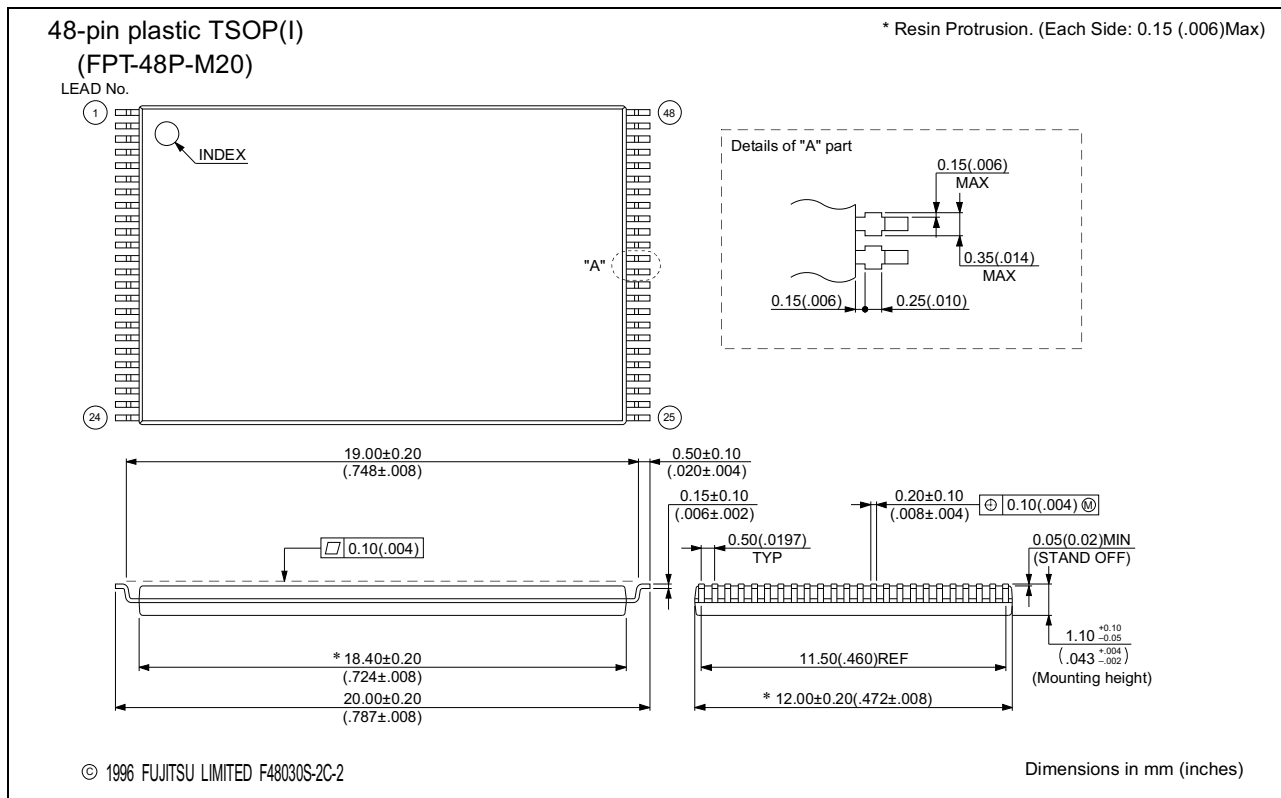 48-pin plastic TSOP(I)
(FPT-48P-M20)
* Resin Protrusion. (Each Side: 0.15 (.006)Max)
LEAD No.
1
48
INDEX
"A"
24
25
Details of "A" part
0.15(.006)
MAX
0.35(.014)
MAX
0.15(.006)
0.25(.010)
19.00±0.20
(.748±.008)
0.50±0.10
(.020±.004)
0.15±0.10
(.006±.002)
0.20±0.10
(.008±.004)
⌖ 0.10(.004) Ⓜ
0.50(.0197)
TYP
0.05(0.02)MIN
(STAND OFF)
⏥ 0.10(.004)
1.10 +0.10 −0.05
(.043 +.004 −.002)
(Mounting height)
* 18.40±0.20
(.724±.008)
20.00±0.20
(.787±.008)
11.50(.460)REF
* 12.00±0.20(.472±.008)
© 1996 FUJITSU LIMITED F48030S-2C-2
Dimensions in mm (inches)